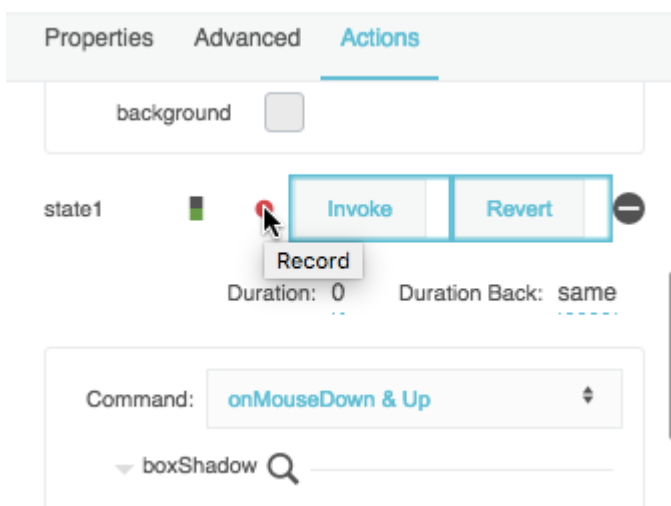 Properties Advanced Actions
background
state1 Invoke Revert
Record
Duration: 0 Duration Back: same
Command: onMouseDown & Up
boxShadow